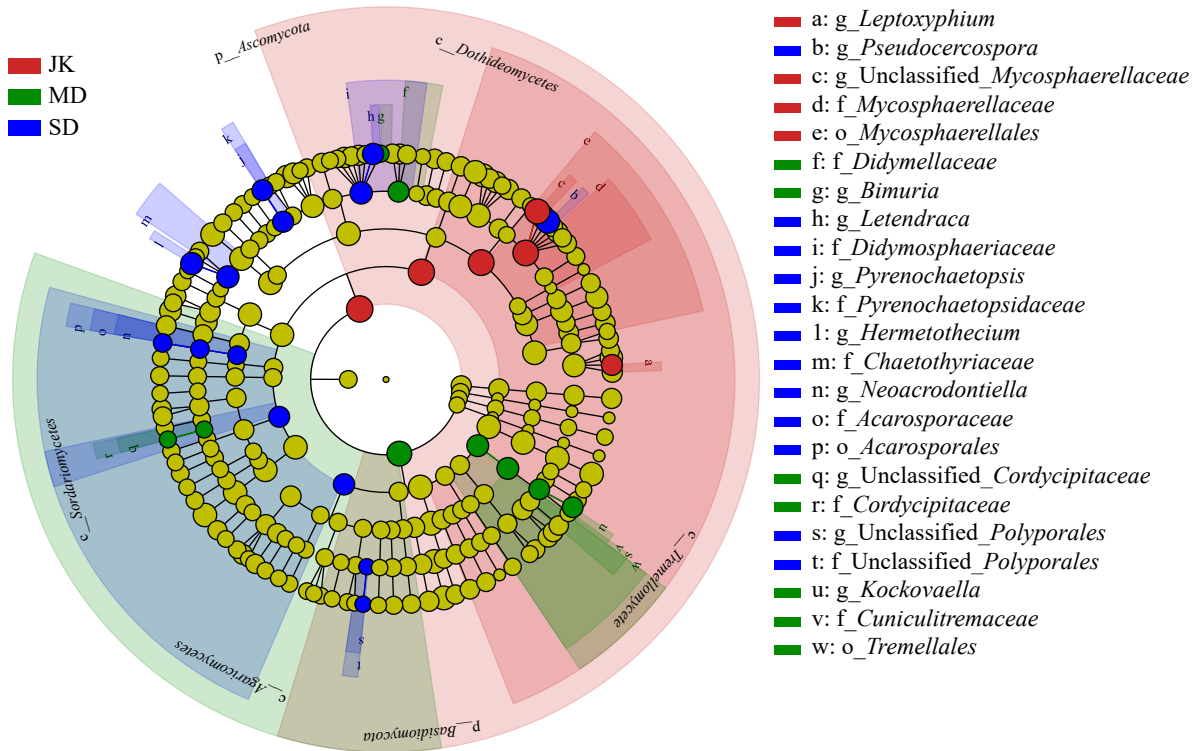 JK
MD
SD
p__Ascomycota
c__Dothideomycetes
i
h
g
f
e
c
b
d
a
k
j
m
l
p
o
n
r
q
c__Sordariomycetes
c__Agaricomycetes
s
t
p__Basidiomycota
c__Tremellomycete
u
v
s
w
a: g_Leptoxyphium
b: g_Pseudocercospora
c: g_Unclassified_Mycosphaerellaceae
d: f_Mycosphaerellaceae
e: o_Mycosphaerellales
f: f_Didymellaceae
g: g_Bimuria
h: g_Letendraca
i: f_Didymosphaeriaceae
j: g_Pyrenochaetopsis
k: f_Pyrenochaetopsidaceae
l: g_Hermetothecium
m: f_Chaetothyriaceae
n: g_Neoacrodontiella
o: f_Acarosporaceae
p: o_Acarosporales
q: g_Unclassified_Cordycipitaceae
r: f_Cordycipitaceae
s: g_Unclassified_Polyporales
t: f_Unclassified_Polyporales
u: g_Kockovaella
v: f_Cuniculitremaceae
w: o_Tremellales